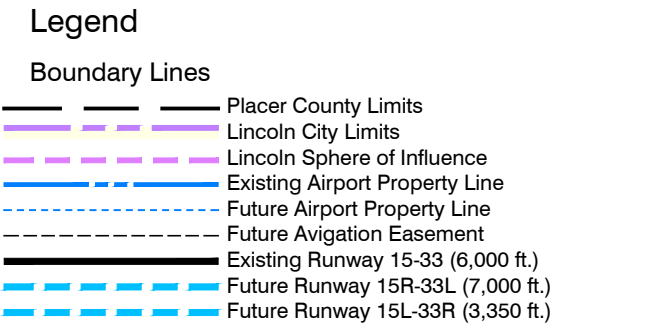 Legend
Boundary Lines
Placer County Limits
Lincoln City Limits
Lincoln Sphere of Influence
Existing Airport Property Line
Future Airport Property Line
Future Avigation Easement
Existing Runway 15-33 (6,000 ft.)
Future Runway 15R-33L (7,000 ft.)
Future Runway 15L-33R (3,350 ft.)